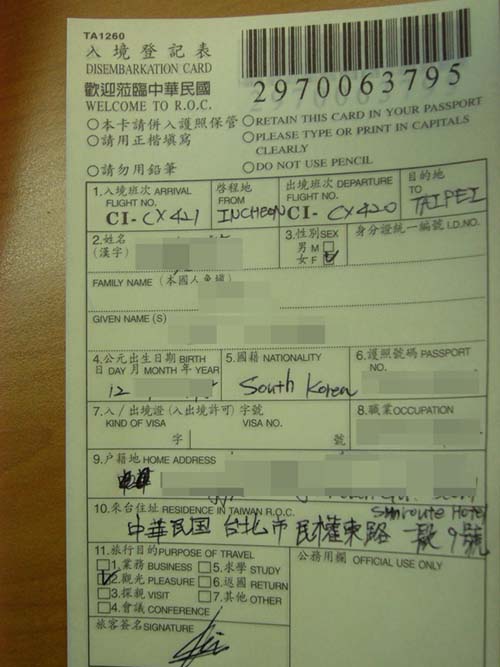 TA1260
入境登記表
DISEMBARKATION CARD
歡迎蒞臨中華民國
WELCOME TO R.O.C.
2970063795
○本卡請併入護照保管 ○RETAIN THIS CARD IN YOUR PASSPORT
○請用正楷填寫 ○PLEASE TYPE OR PRINT IN CAPITALS CLEARLY
○請勿用鉛筆 ○DO NOT USE PENCIL
1.入境班次 ARRIVAL FLIGHT NO. CI- CX421
啓程地 FROM INCHEON
出境班次 DEPARTURE FLIGHT NO. CI- CX420
目的地 TO TAIPEI
2.姓名 (漢字)
3.性別 SEX 男 M 女 F
身分證統一編號 I.D.NO.
FAMILY NAME (本國人免填)
GIVEN NAME (S)
4.公元出生日期 BIRTH
日 DAY 月 MONTH 年 YEAR
12
5.國籍 NATIONALITY
South Korea
6.護照號碼 PASSPORT NO.
7.入/出境證(入出境許可)字號
KIND OF VISA VISA NO.
字 號
8.職業 OCCUPATION
9.户籍地 HOME ADDRESS
10.來台住址 RESIDENCE IN TAIWAN R.O.C. Sunroute Hotel
中華民国 台北市 民權東路 一段 9號
11.旅行目的 PURPOSE OF TRAVEL
1.業務 BUSINESS 5.求學 STUDY
2.觀光 PLEASURE 6.返國 RETURN
3.探親 VISIT 7.其他 OTHER
4.會議 CONFERENCE
公務用欄 OFFICIAL USE ONLY
旅客簽名 SIGNATURE